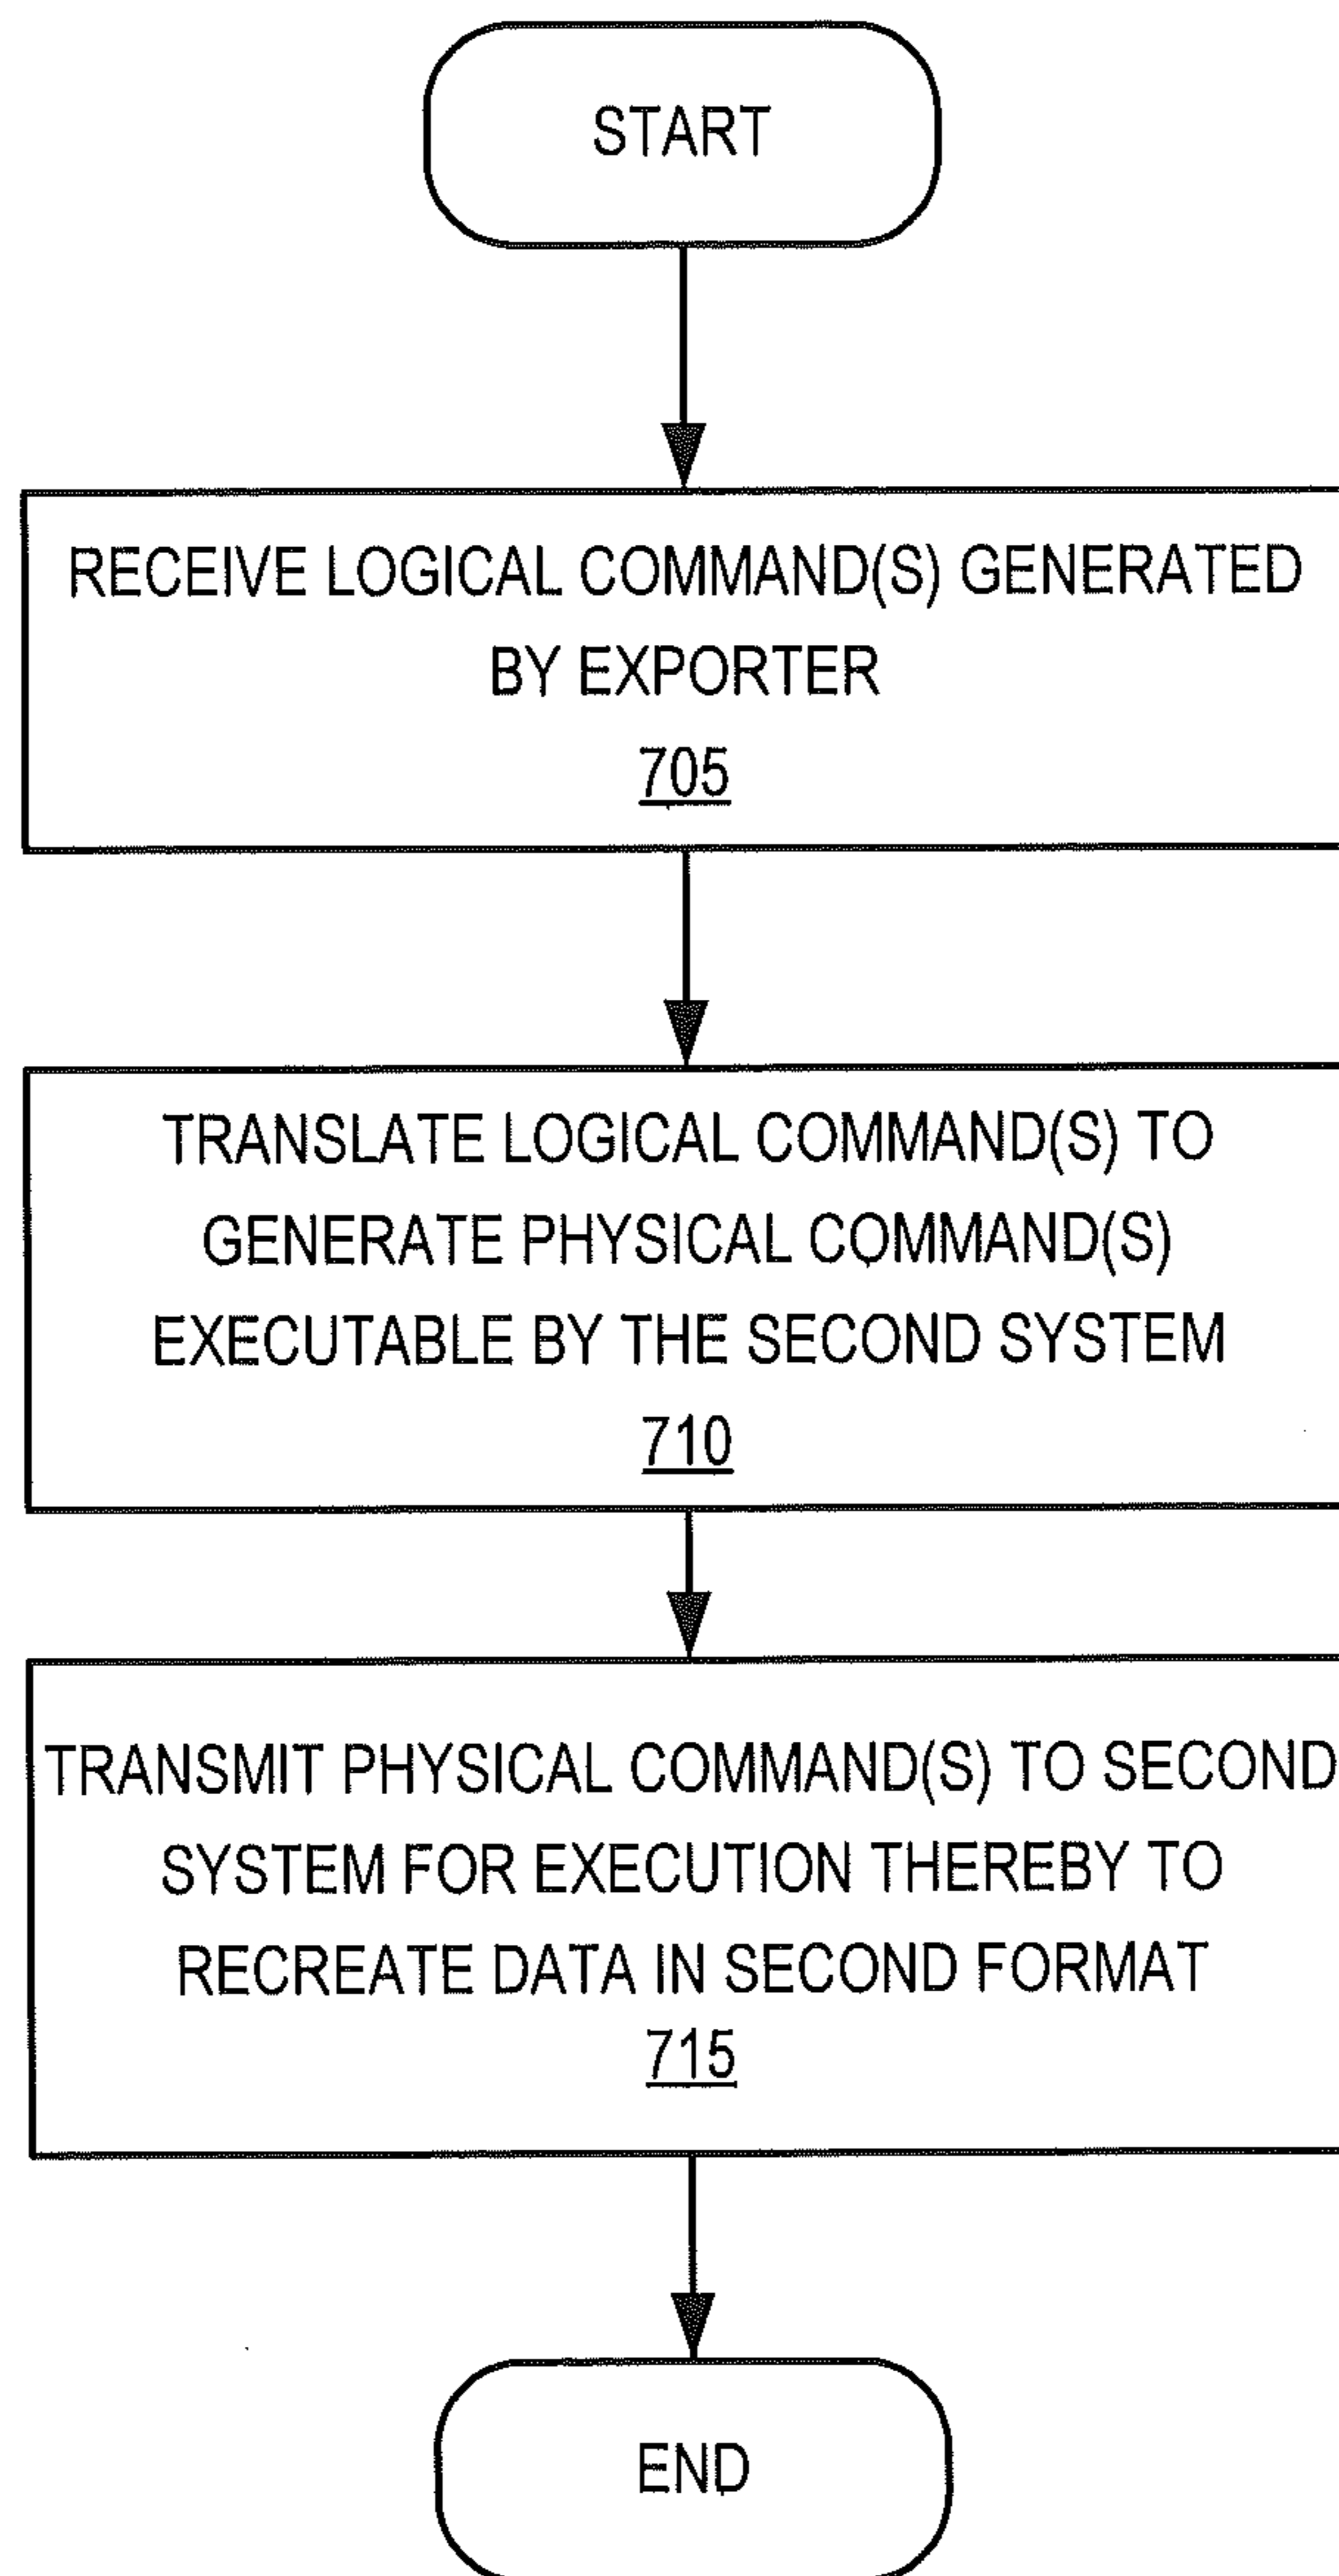 START
RECEIVE LOGICAL COMMAND(S) GENERATED
BY EXPORTER
705
TRANSLATE LOGICAL COMMAND(S) TO
GENERATE PHYSICAL COMMAND(S)
EXECUTABLE BY THE SECOND SYSTEM
710
TRANSMIT PHYSICAL COMMAND(S) TO SECOND
SYSTEM FOR EXECUTION THEREBY TO
RECREATE DATA IN SECOND FORMAT
715
END